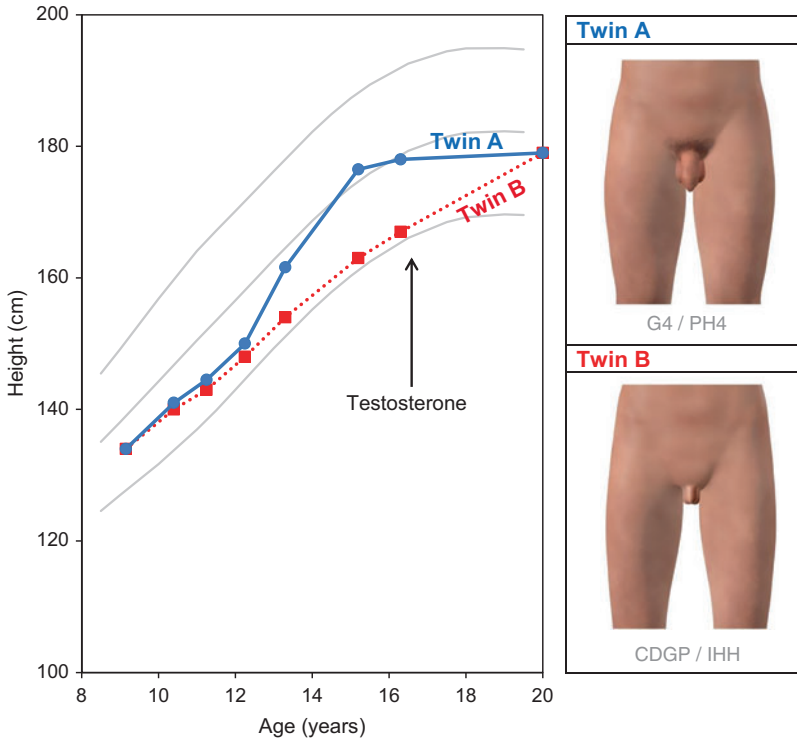 200
180
160
140
120
100
Height (cm)
8
10
12
14
16
18
20
Age (years)
Twin A
Twin B
Testosterone
Twin A
G4 / PH4
Twin B
CDGP / IHH